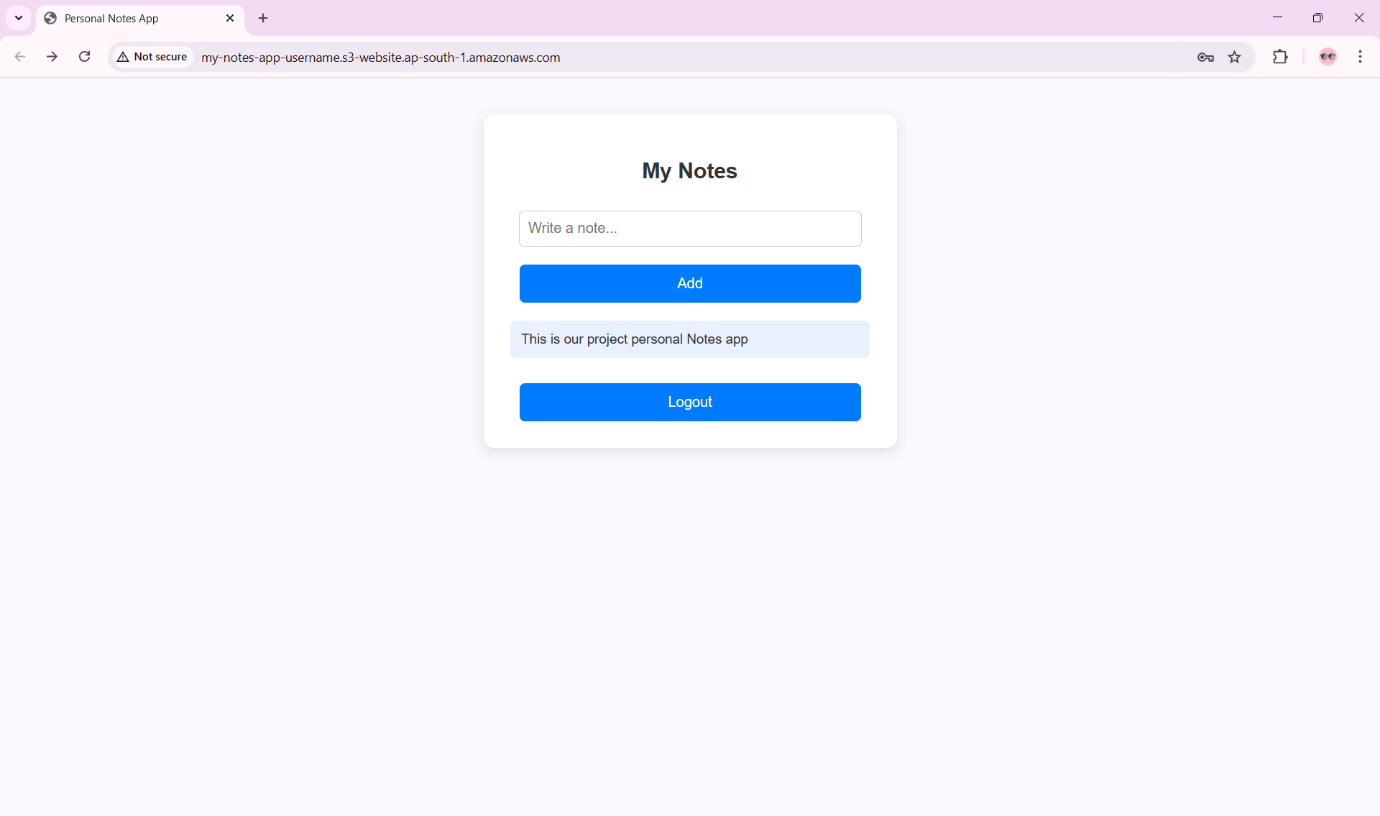 Personal Notes App
Not secure my-notes-app-username.s3-website.ap-south-1.amazonaws.com
My Notes
Write a note...
Add
This is our project personal Notes app
Logout